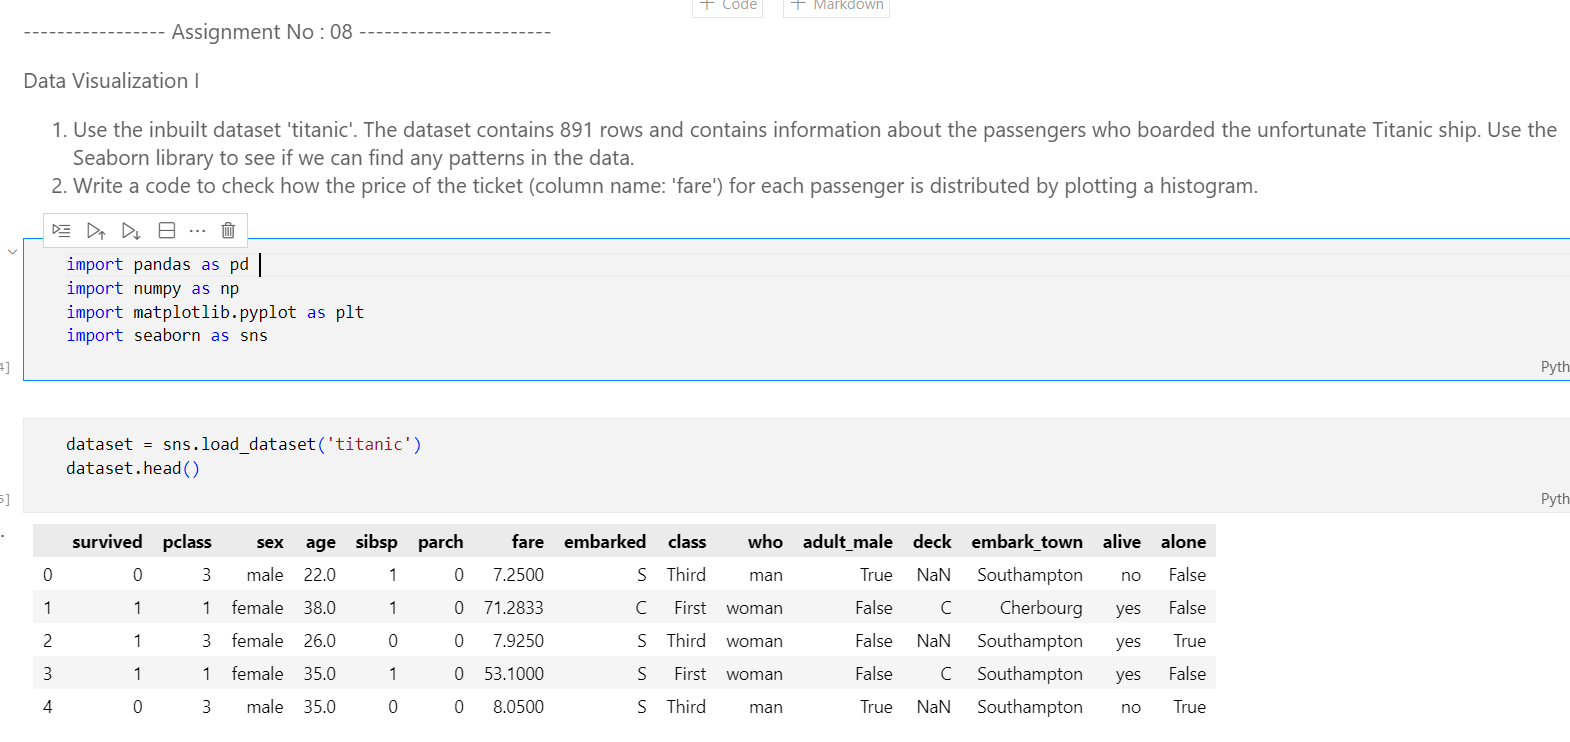 + Code + Markdown
----------------- Assignment No : 08 -----------------------
Data Visualization I
1. Use the inbuilt dataset 'titanic'. The dataset contains 891 rows and contains information about the passengers who boarded the unfortunate Titanic ship. Use the
Seaborn library to see if we can find any patterns in the data.
2. Write a code to check how the price of the ticket (column name: 'fare') for each passenger is distributed by plotting a histogram.
import pandas as pd
import numpy as np
import matplotlib.pyplot as plt
import seaborn as sns
4] Pyth
dataset = sns.load_dataset('titanic')
dataset.head()
5] Pyth
survived pclass sex age sibsp parch fare embarked class who adult_male deck embark_town alive alone
0 0 3 male 22.0 1 0 7.2500 S Third man True NaN Southampton no False
1 1 1 female 38.0 1 0 71.2833 C First woman False C Cherbourg yes False
2 1 3 female 26.0 0 0 7.9250 S Third woman False NaN Southampton yes True
3 1 1 female 35.0 1 0 53.1000 S First woman False C Southampton yes False
4 0 3 male 35.0 0 0 8.0500 S Third man True NaN Southampton no True